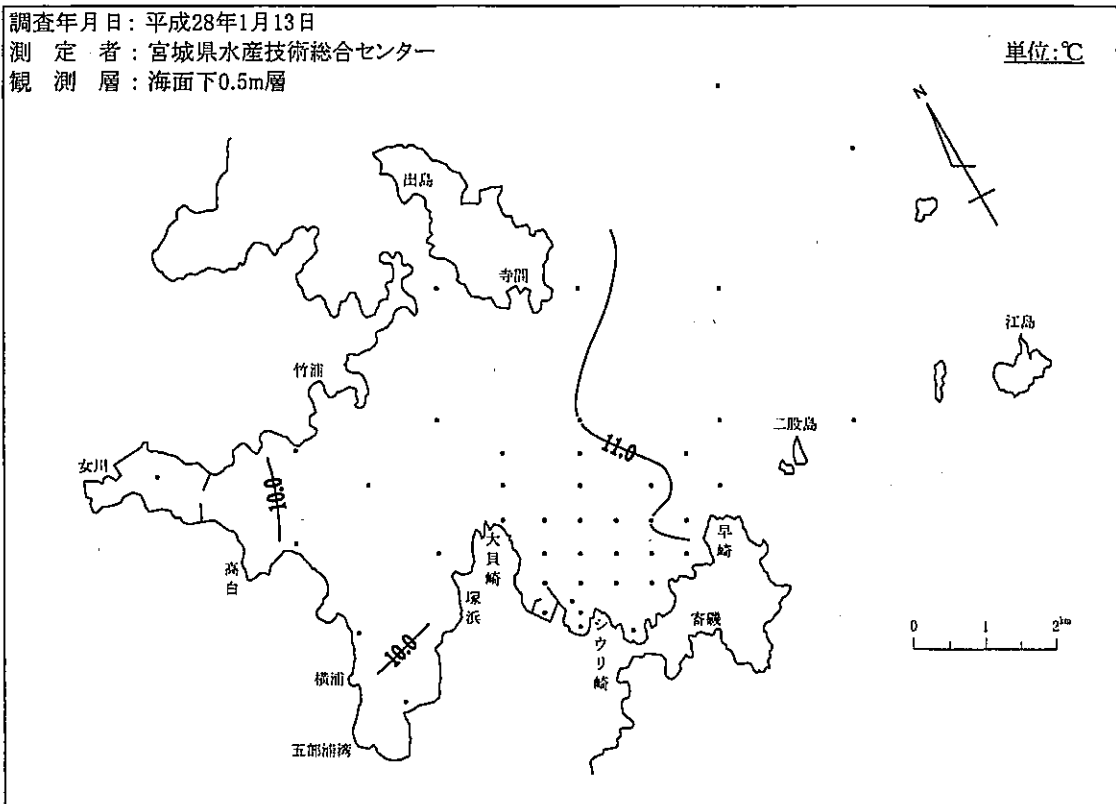 調査年月日：平成28年1月13日
測定者：宮城県水産技術総合センター
観測層：海面下0.5m層
単位：℃
N
出島
寺間
江島
竹浦
11.0
二股島
女川
10.0
早崎
大貝崎
高白
塚浜
寄磯
シウリ崎
0 1 2km
10.0
横浦
五部浦湾